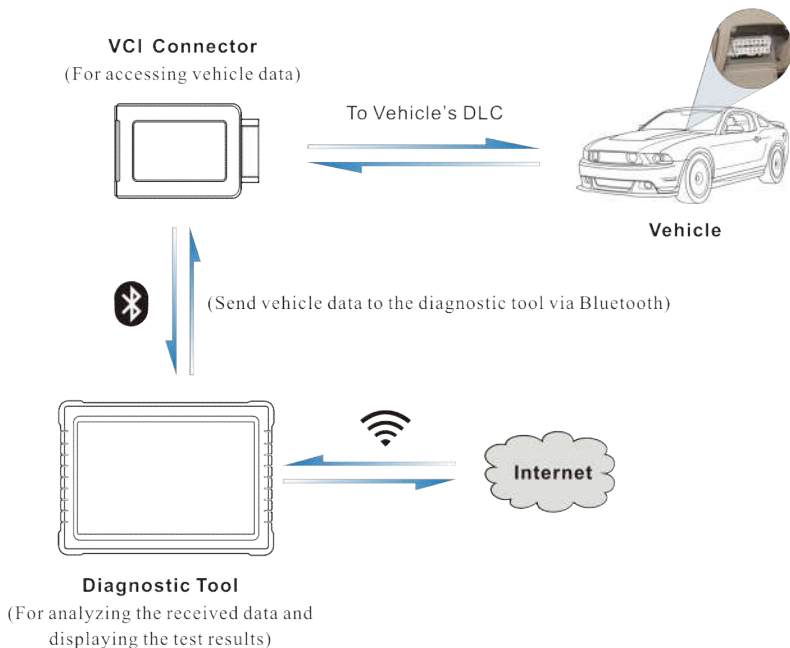 VCI Connector
(For accessing vehicle data)
To Vehicle's DLC
Vehicle
(Send vehicle data to the diagnostic tool via Bluetooth)
Internet
Diagnostic Tool
(For analyzing the received data and
displaying the test results)